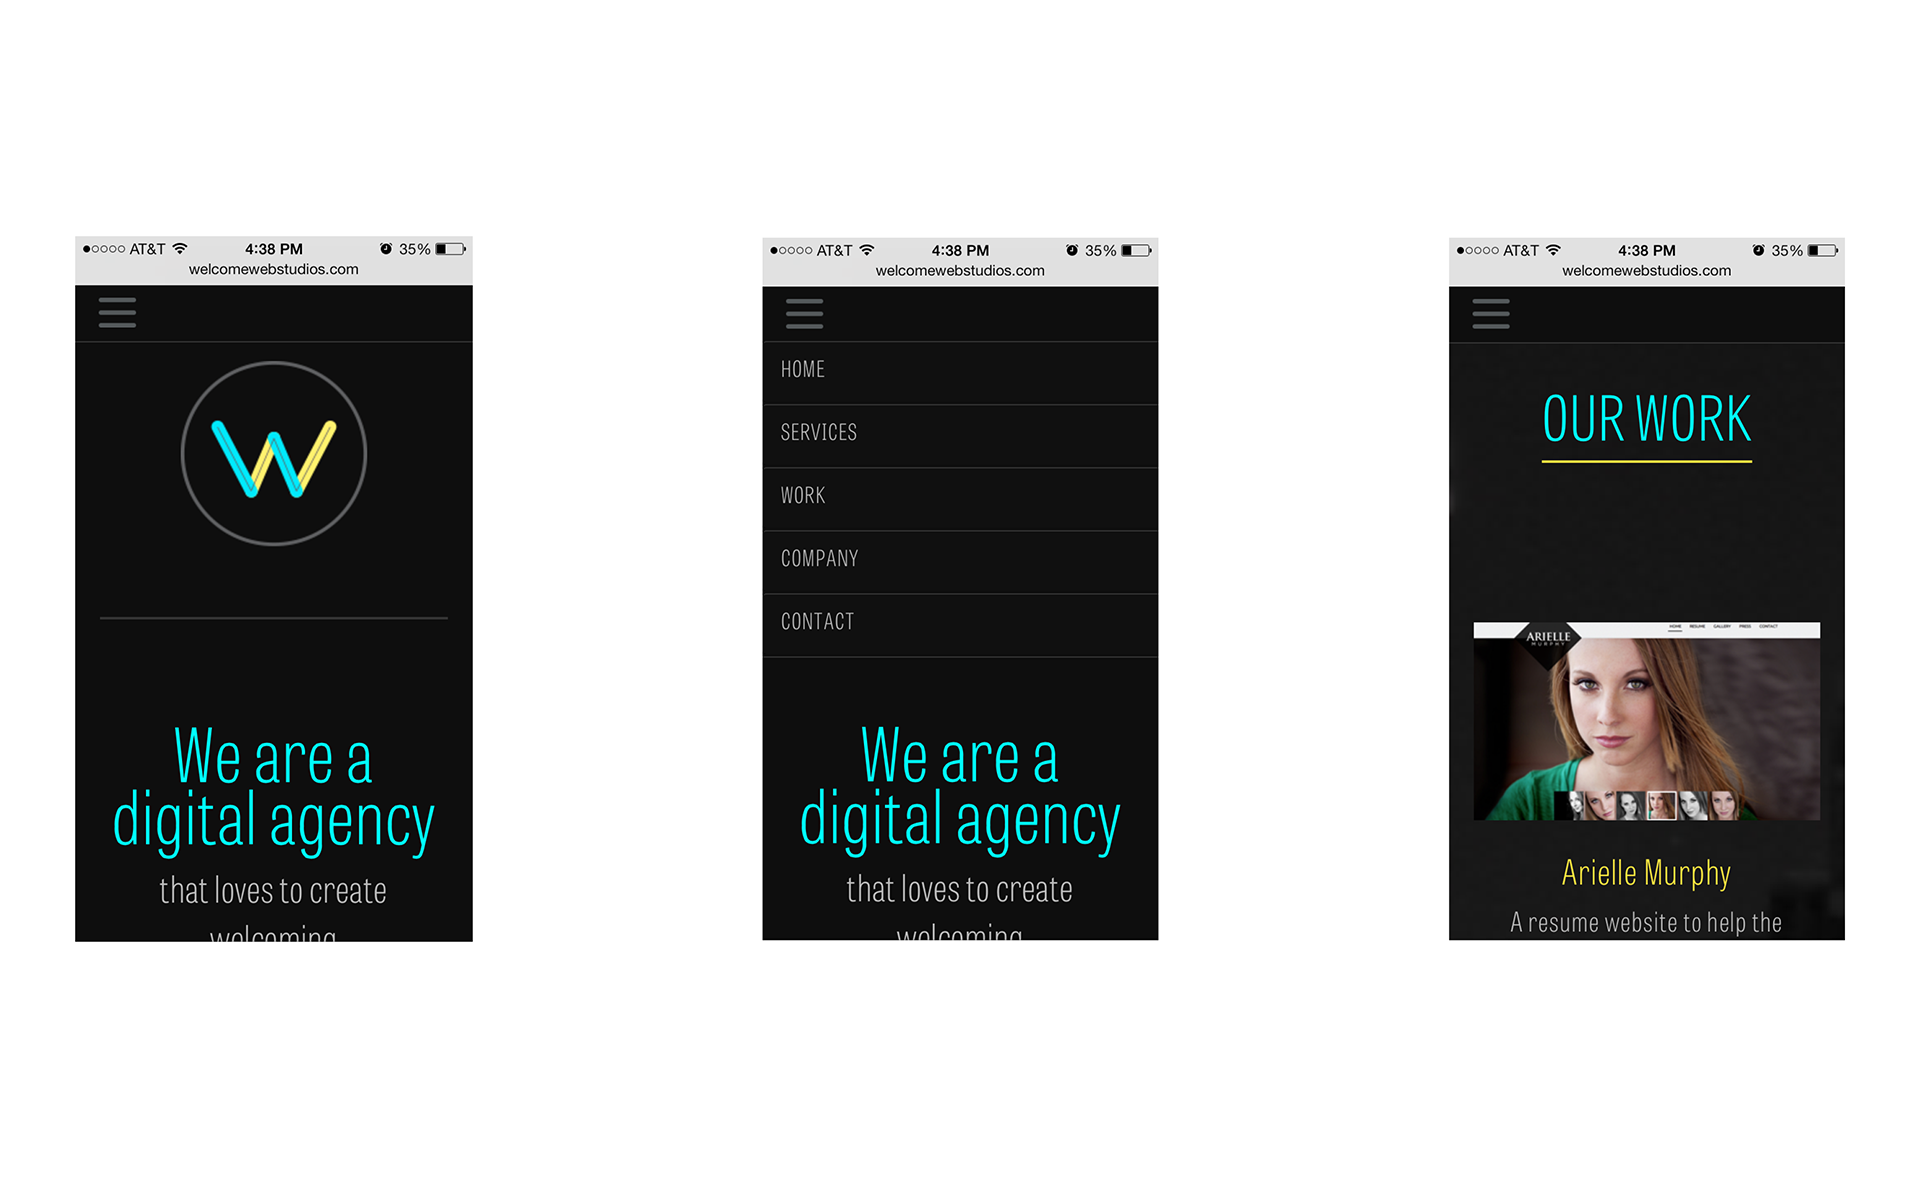 AT&T 4:38 PM 35%
welcomewebstudios.com
W
We are a
digital agency
that loves to create
welcoming
AT&T 4:38 PM 35%
welcomewebstudios.com
HOME
SERVICES
WORK
COMPANY
CONTACT
We are a
digital agency
that loves to create
welcoming
AT&T 4:38 PM 35%
welcomewebstudios.com
OUR WORK
HOME RESUME GALLERY PRESS CONTACT
ARIELLE
MURPHY
Arielle Murphy
A resume website to help the